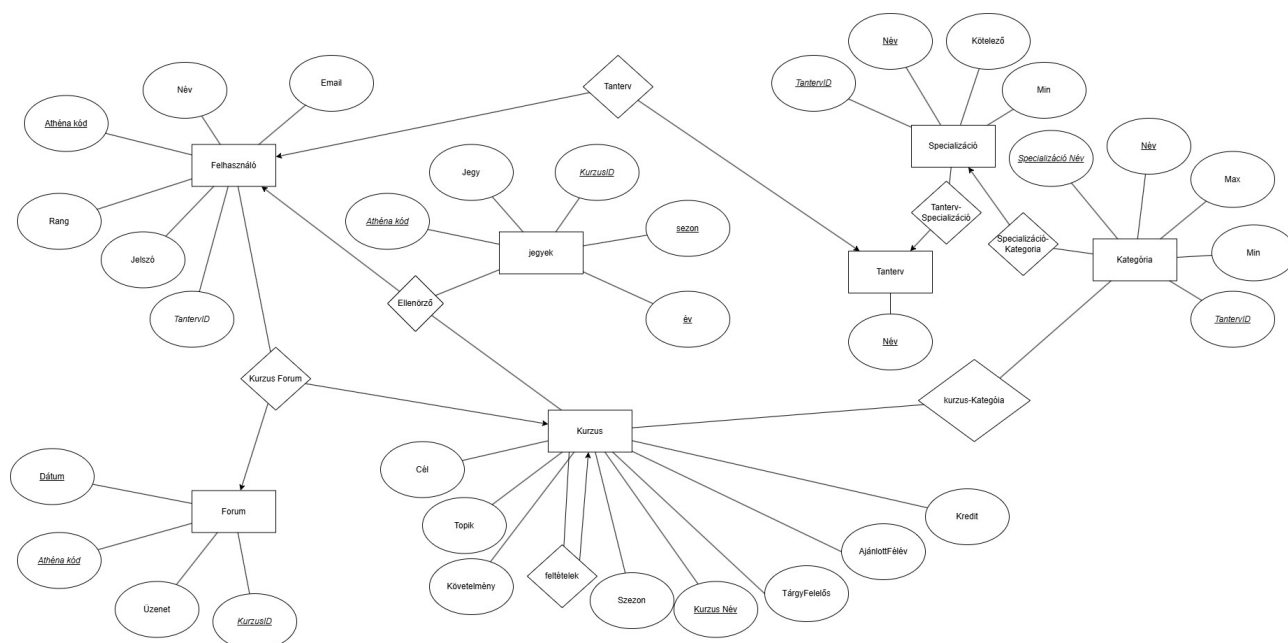 Név
Kötelező
TantervID
Min
Email
Név
Tanterv
Athéna kód
Felhasználó
Specializáció
Specializáció Név
Név
Max
Jegy
KurzusID
Athéna kód
sezon
jegyek
Rang
Jelszó
TantervID
Tanterv-
Specializáció
Specializáció-
Kategoria
Kategória
Min
Tanterv
TantervID
Ellenörző
év
Név
Kurzus Forum
kurzus-Kategóia
Kurzus
Cél
Dátum
Forum
Athéna kód
Üzenet
KurzusID
Topik
Követelmény
feltételek
Szezon
Kurzus Név
TárgyFelelős
AjánlottFélév
Kredit